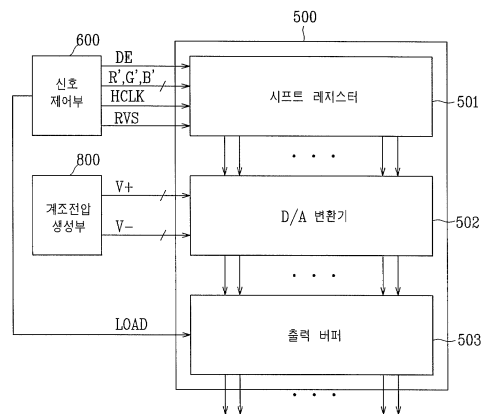 500
600
신호
제어부
DE
R',G',B'
HCLK
RVS
시프트 레지스터
501
800
계조전압
생성부
V+
V-
D/A 변환기
502
LOAD
출력 버퍼
503